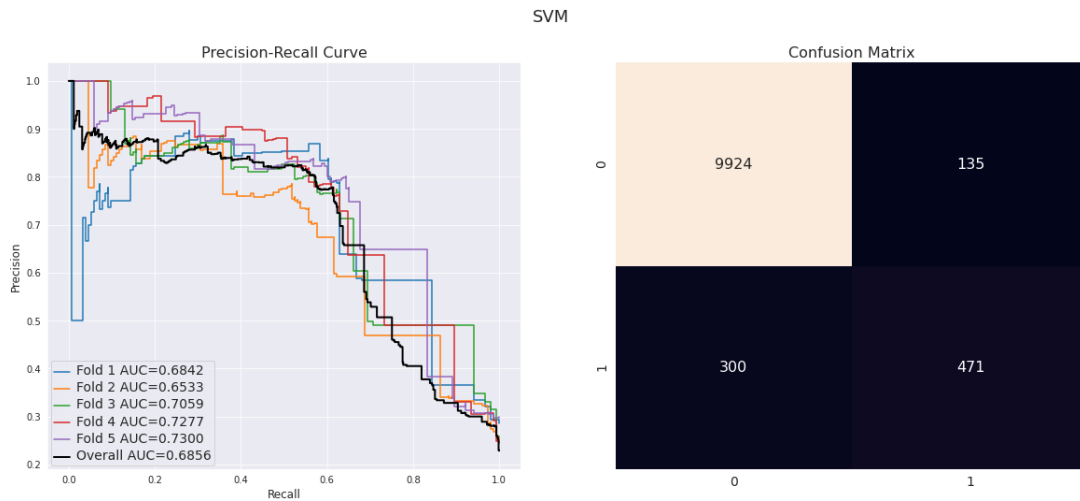 SVM
Precision-Recall Curve
1.0
0.9
0.8
0.7
0.6
0.5
0.4
0.3
0.2
Precision
Fold 1 AUC=0.6842
Fold 2 AUC=0.6533
Fold 3 AUC=0.7059
Fold 4 AUC=0.7277
Fold 5 AUC=0.7300
Overall AUC=0.6856
0.0 0.2 0.4 0.6 0.8 1.0
Recall
Confusion Matrix
0
9924 135
1
300 471
0 1